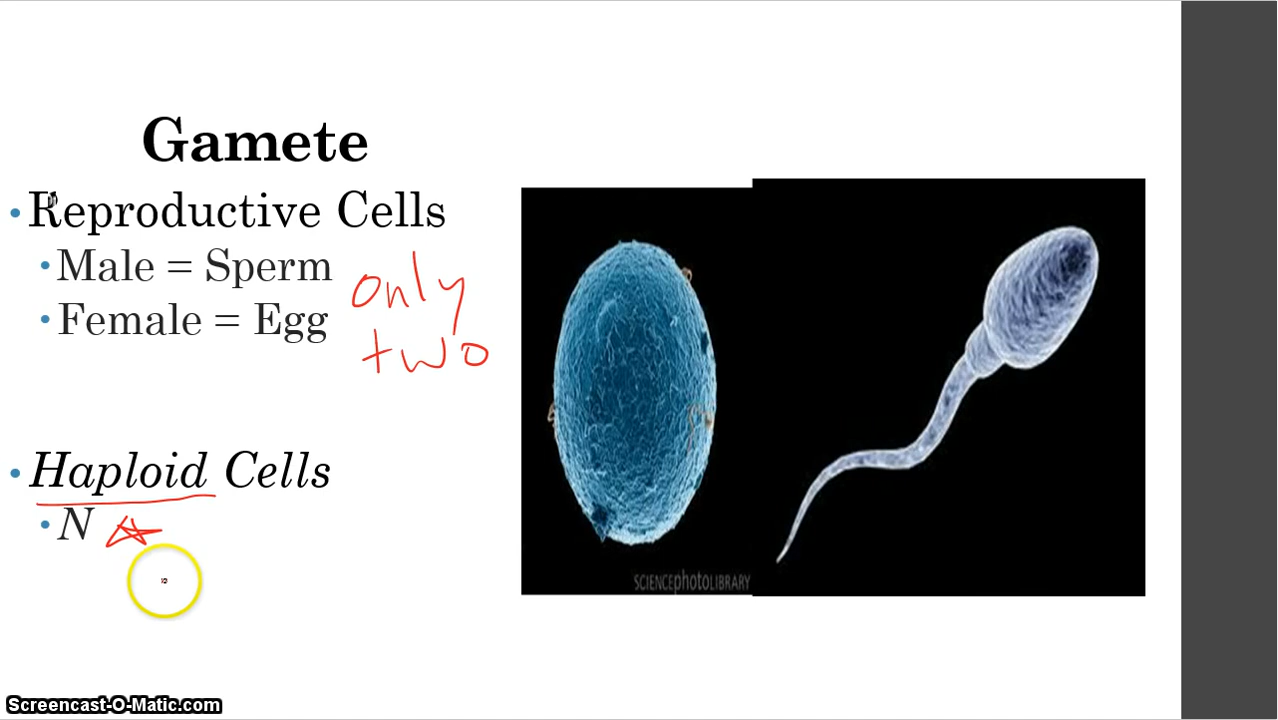 Gamete
• Reproductive Cells
• Male = Sperm
• Female = Egg
only
two
• Haploid Cells
• N
SCIENCEphotoLIBRARY
Screencast-O-Matic.com